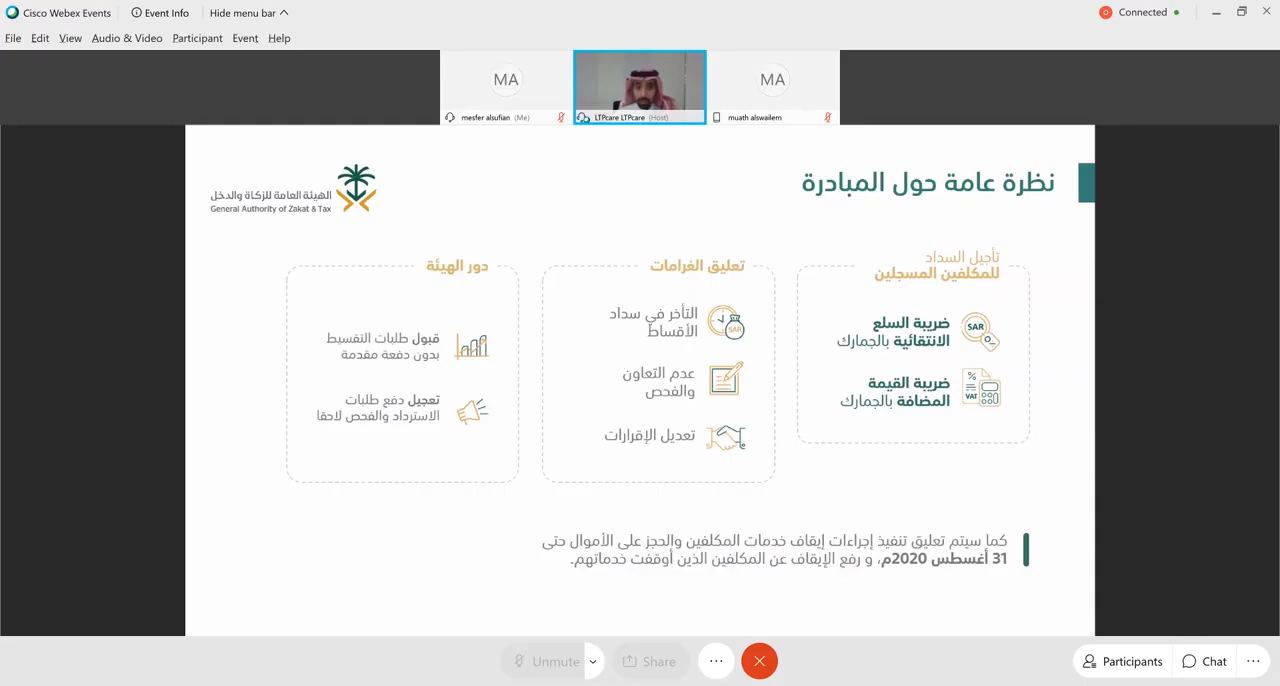 Cisco Webex Events
Event Info
Hide menu bar
Connected
File Edit View Audio & Video Participant Event Help
MA
MA
mesfer alsufian (Me)
LTPcare LTPcare (Host)
muath alswailem
الهيئة العامة للزكاة والدخل
General Authority of Zakat & Tax
نظرة عامة حول المبادرة
تأجيل السداد
للمكلفين المسجلين
SAR
ضريبة السلع
الانتقائية بالجمارك
%
VAT
ضريبة القيمة
المضافة بالجمارك
تعليق الغرامات
SAR
التأخر في سداد
الأقساط
عدم التعاون
والفحص
تعديل الإقرارات
دور الهيئة
قبول طلبات التقسيط
بدون دفعة مقدمة
تعجيل دفع طلبات
الاسترداد والفحص لاحقا
كما سيتم تعليق تنفيذ إجراءات إيقاف خدمات المكلفين والحجز على الأموال حتى
31 أغسطس 2020م، و رفع الإيقاف عن المكلفين الذين أوقفت خدماتهم.
Unmute
Share
Participants
Chat